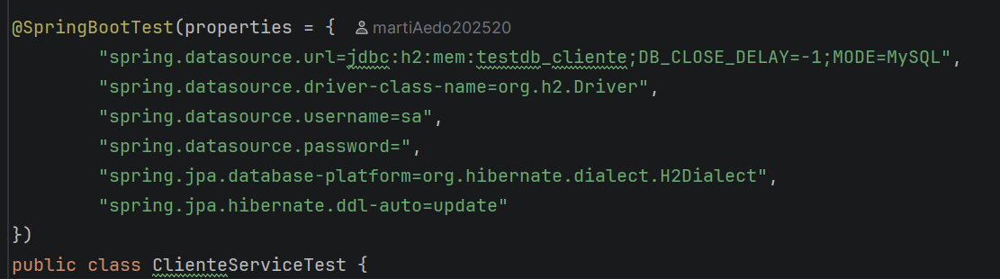 @SpringBootTest(properties = { martiAedo202520
"spring.datasource.url=jdbc:h2:mem:testdb_cliente;DB_CLOSE_DELAY=-1;MODE=MySQL",
"spring.datasource.driver-class-name=org.h2.Driver",
"spring.datasource.username=sa",
"spring.datasource.password=",
"spring.jpa.database-platform=org.hibernate.dialect.H2Dialect",
"spring.jpa.hibernate.ddl-auto=update"
})
public class ClienteServiceTest {